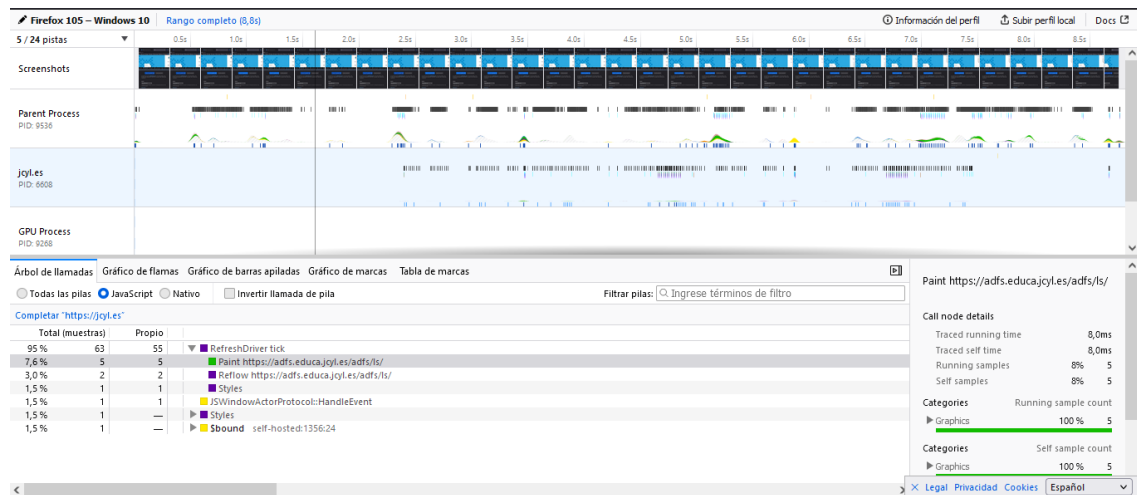 Firefox 105 – Windows 10 Rango completo (8,8s) Información del perfil Subir perfil local Docs
5 / 24 pistas 0.5s 1.0s 1.5s 2.0s 2.5s 3.0s 3.5s 4.0s 4.5s 5.0s 5.5s 6.0s 6.5s 7.0s 7.5s 8.0s 8.5s
Screenshots
Parent Process
PID: 9536
jcyl.es
PID: 6608
GPU Process
PID: 9268
Árbol de llamadas Gráfico de flamas Gráfico de barras apiladas Gráfico de marcas Tabla de marcas
Todas las pilas JavaScript Nativo Invertir llamada de pila Filtrar pilas: Ingrese términos de filtro
Completar "https://jcyl.es"
Total (muestras) Propio
95 % 63 55 RefreshDriver tick
7,6 % 5 5 Paint https://adfs.educa.jcyl.es/adfs/ls/
3,0 % 2 2 Reflow https://adfs.educa.jcyl.es/adfs/ls/
1,5 % 1 1 Styles
1,5 % 1 1 JSWindowActorProtocol::HandleEvent
1,5 % 1 — Styles
1,5 % 1 — $bound self-hosted:1356:24
Paint https://adfs.educa.jcyl.es/adfs/ls/
Call node details
Traced running time 8,0ms
Traced self time 8,0ms
Running samples 8% 5
Self samples 8% 5
Categories Running sample count
Graphics 100 % 5
Categories Self sample count
Graphics 100 % 5
Legal Privacidad Cookies Español